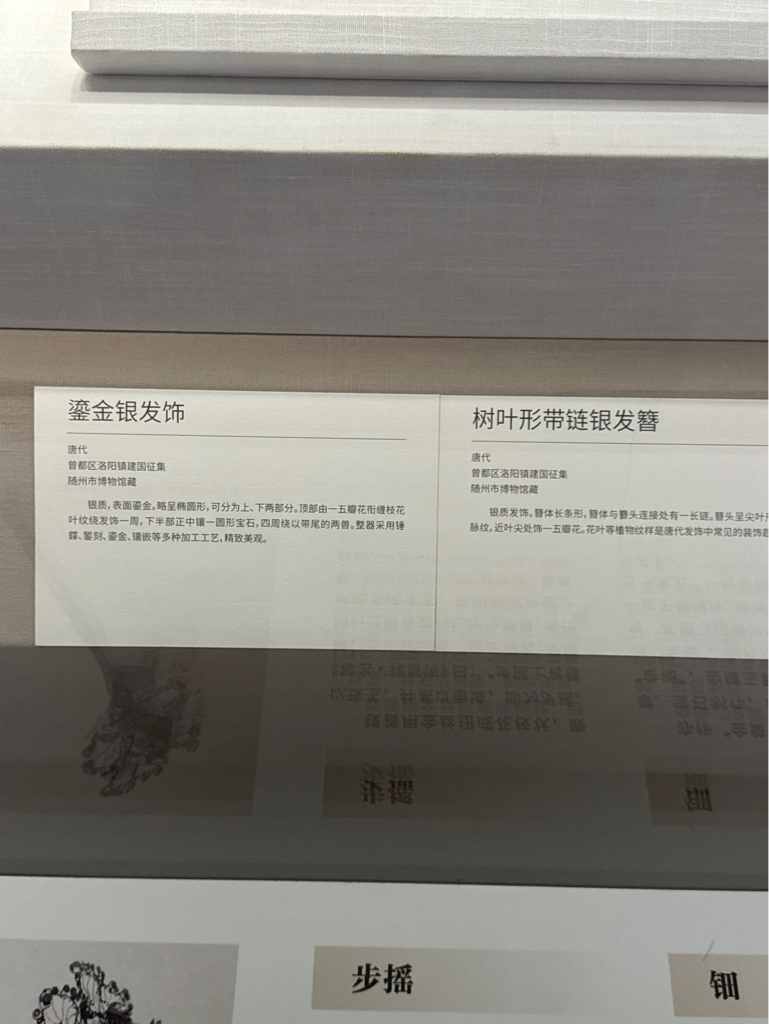 鎏金银发饰
唐代
曾都区洛阳镇建国征集
随州市博物馆藏
银质，表面鎏金。略呈椭圆形，可分为上、下两部分。顶部由一五瓣花衔缠枝花
叶纹绕发饰一周，下半部正中镶一圆形宝石，四周绕以带尾的两兽。整器采用锤
鍱、錾刻、鎏金、镶嵌等多种加工工艺，精致美观。
树叶形带链银发簪
唐代
曾都区洛阳镇建国征集
随州市博物馆藏
银质发饰。簪体长条形，簪体与簪头连接处有一长链。簪头呈尖叶
脉纹，近叶尖处饰一五瓣花。花叶等植物纹样是唐代发饰中常见的装饰
步摇
钿